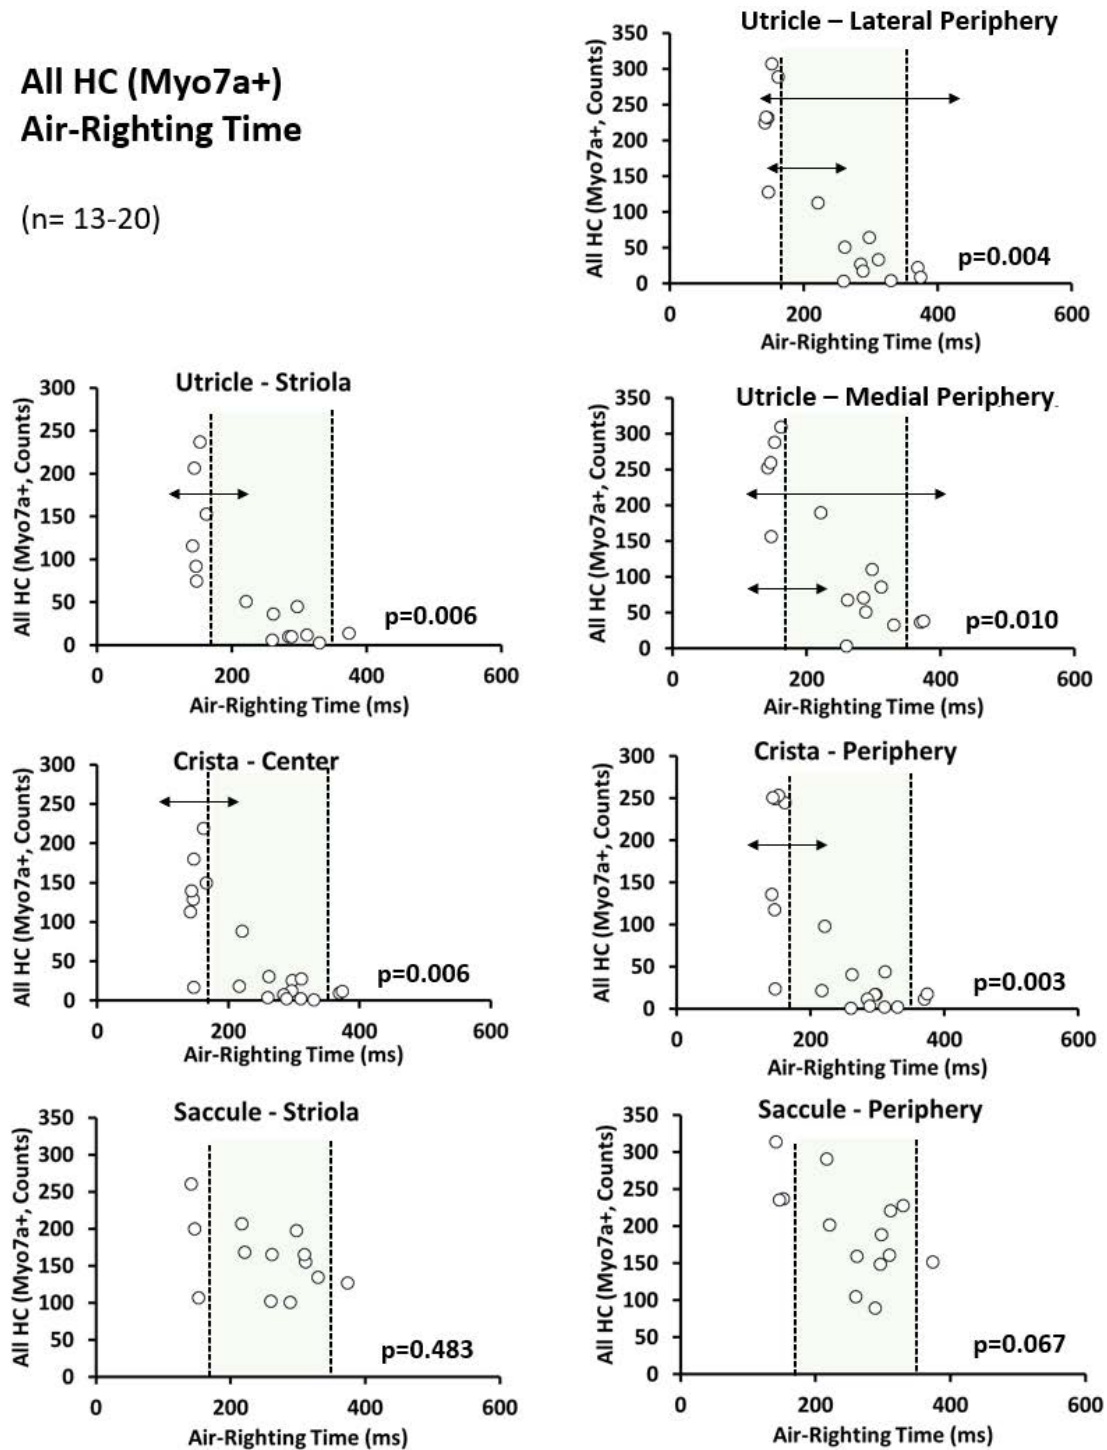 All HC (Myo7a+)
Air-Righting Time
(n= 13-20)
Utricle – Lateral Periphery
All HC (Myo7a+, Counts)
350
300
250
200
150
100
50
0
p=0.004
0 200 400 600
Air-Righting Time (ms)
Utricle - Striola
All HC (Myo7a+, Counts)
300
250
200
150
100
50
0
p=0.006
0 200 400 600
Air-Righting Time (ms)
Utricle – Medial Periphery
All HC (Myo7a+, Counts)
350
300
250
200
150
100
50
0
p=0.010
0 200 400 600
Air-Righting Time (ms)
Crista - Center
All HC (Myo7a+, Counts)
300
250
200
150
100
50
0
p=0.006
0 200 400 600
Air-Righting Time (ms)
Crista - Periphery
All HC (Myo7a+, Counts)
300
250
200
150
100
50
0
p=0.003
0 200 400 600
Air-Righting Time (ms)
Saccule - Striola
All HC (Myo7a+, Counts)
350
300
250
200
150
100
50
0
p=0.483
0 200 400 600
Air-Righting Time (ms)
Saccule - Periphery
All HC (Myo7a+, Counts)
350
300
250
200
150
100
50
0
p=0.067
0 200 400 600
Air-Righting Time (ms)